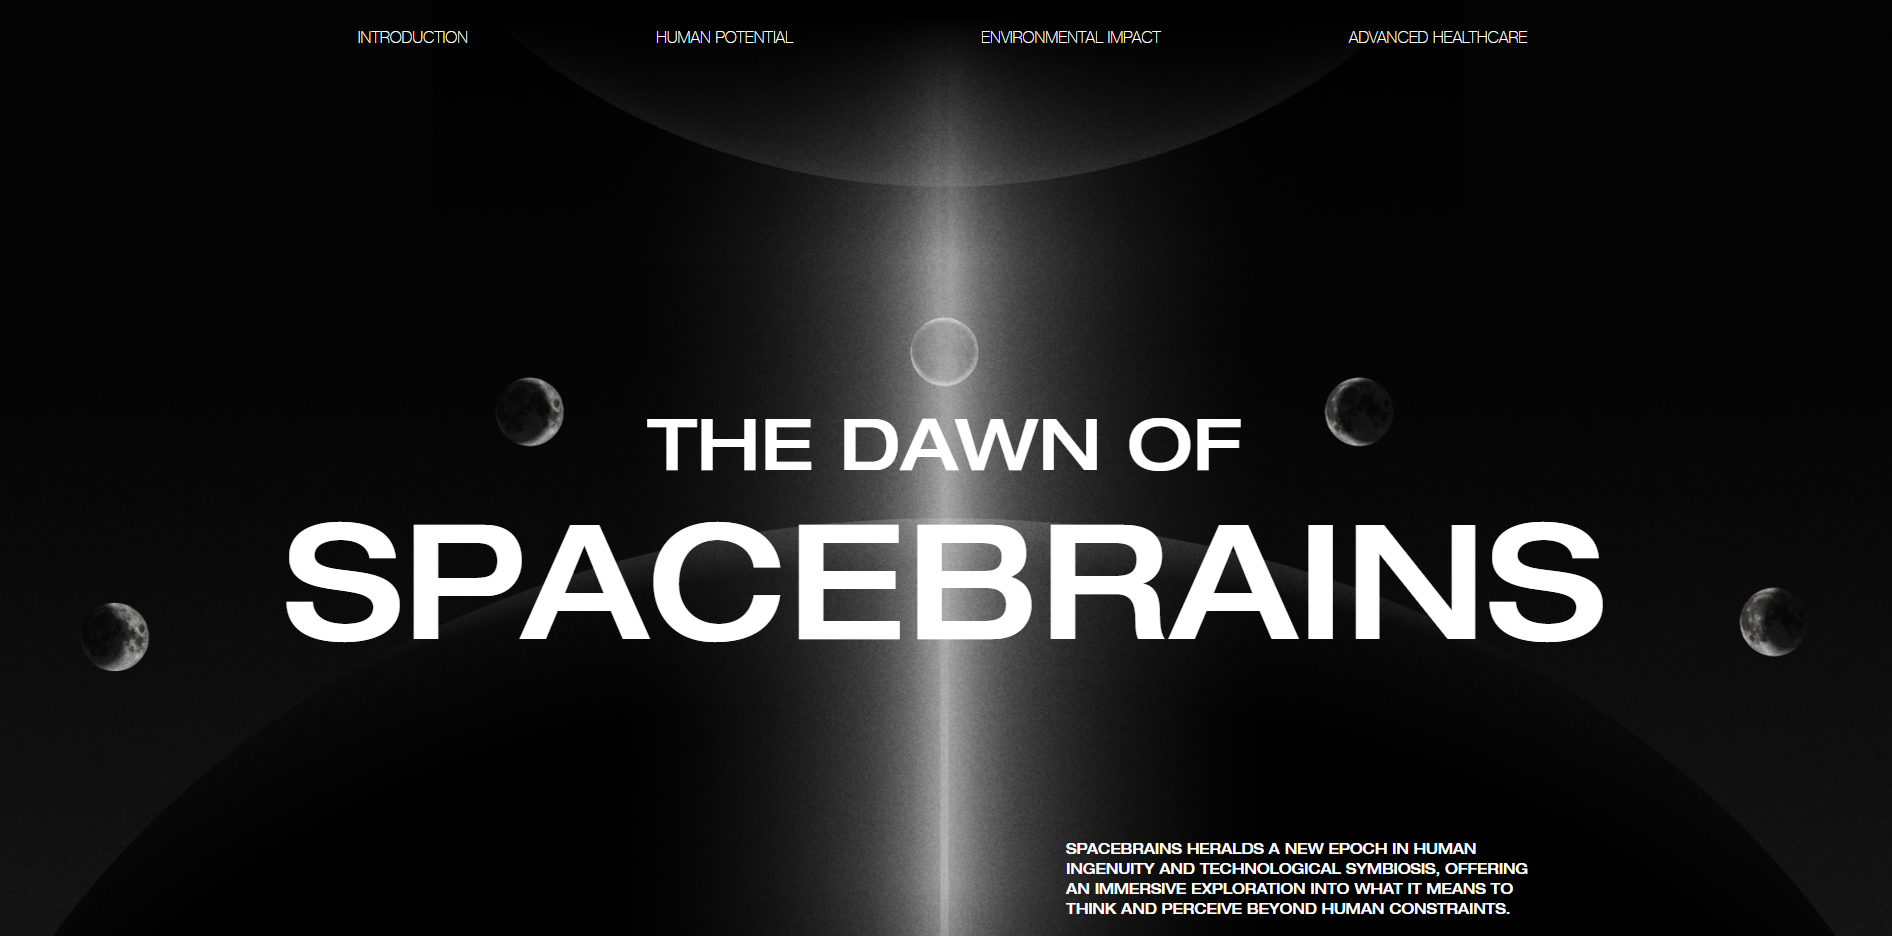 INTRODUCTION
HUMAN POTENTIAL
ENVIRONMENTAL IMPACT
ADVANCED HEALTHCARE
THE DAWN OF
SPACEBRAINS
SPACEBRAINS HERALDS A NEW EPOCH IN HUMAN
INGENUITY AND TECHNOLOGICAL SYMBIOSIS, OFFERING
AN IMMERSIVE EXPLORATION INTO WHAT IT MEANS TO
THINK AND PERCEIVE BEYOND HUMAN CONSTRAINTS.